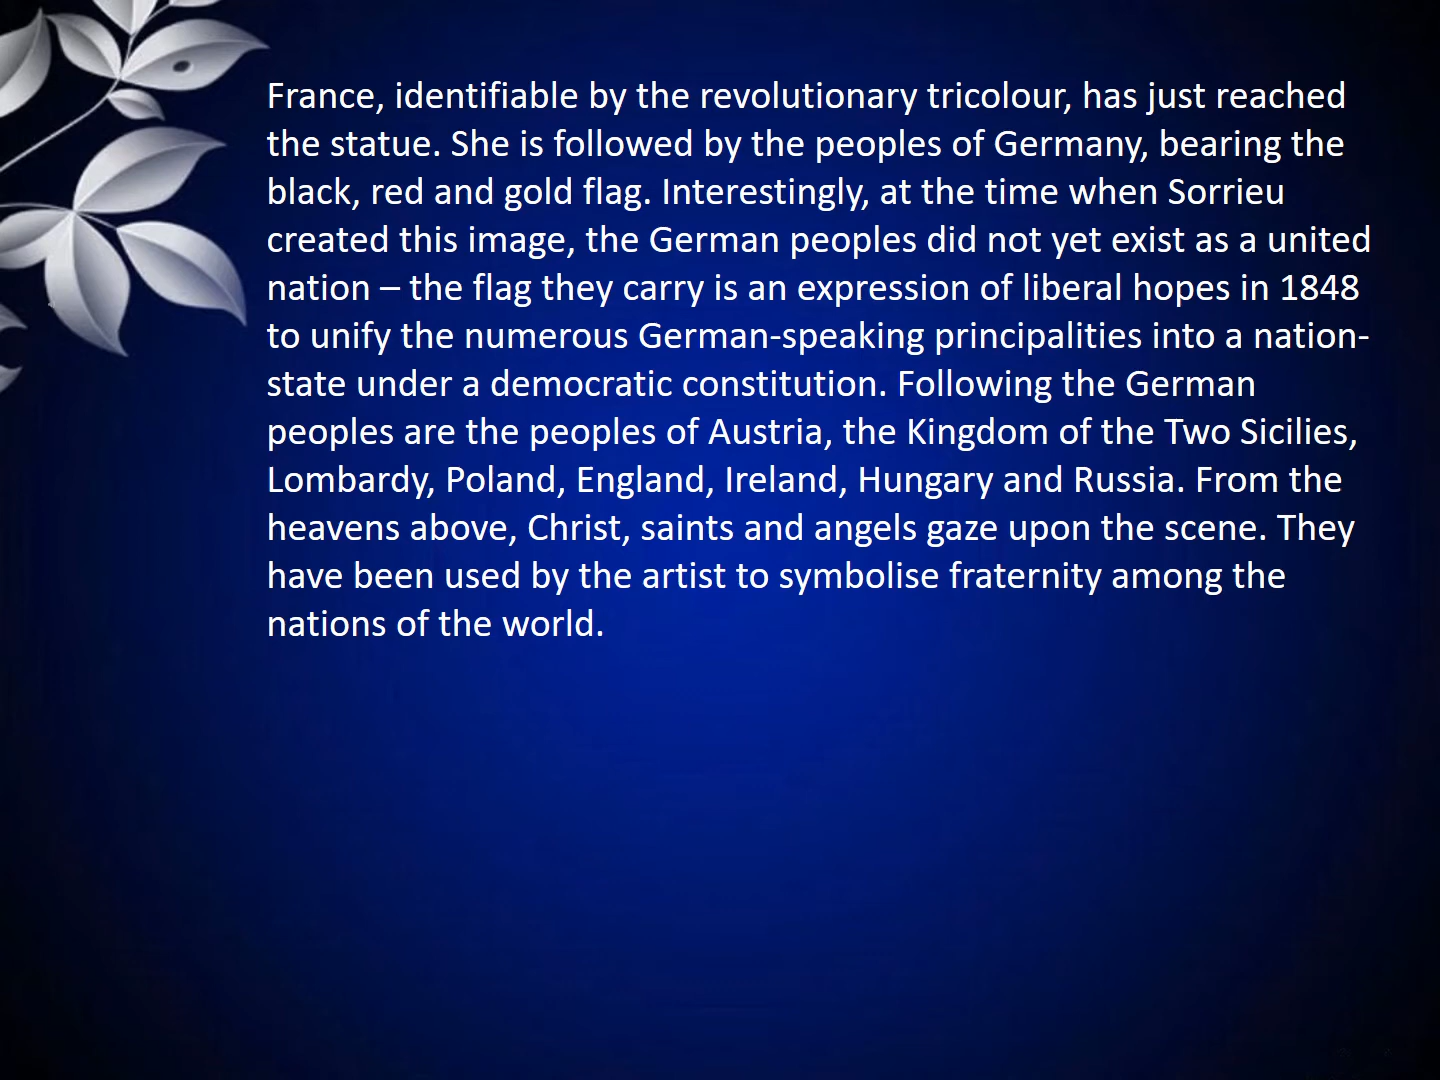 France, identifiable by the revolutionary tricolour, has just reached
the statue. She is followed by the peoples of Germany, bearing the
black, red and gold flag. Interestingly, at the time when Sorrieu
created this image, the German peoples did not yet exist as a united
nation – the flag they carry is an expression of liberal hopes in 1848
to unify the numerous German-speaking principalities into a nation-
state under a democratic constitution. Following the German
peoples are the peoples of Austria, the Kingdom of the Two Sicilies,
Lombardy, Poland, England, Ireland, Hungary and Russia. From the
heavens above, Christ, saints and angels gaze upon the scene. They
have been used by the artist to symbolise fraternity among the
nations of the world.